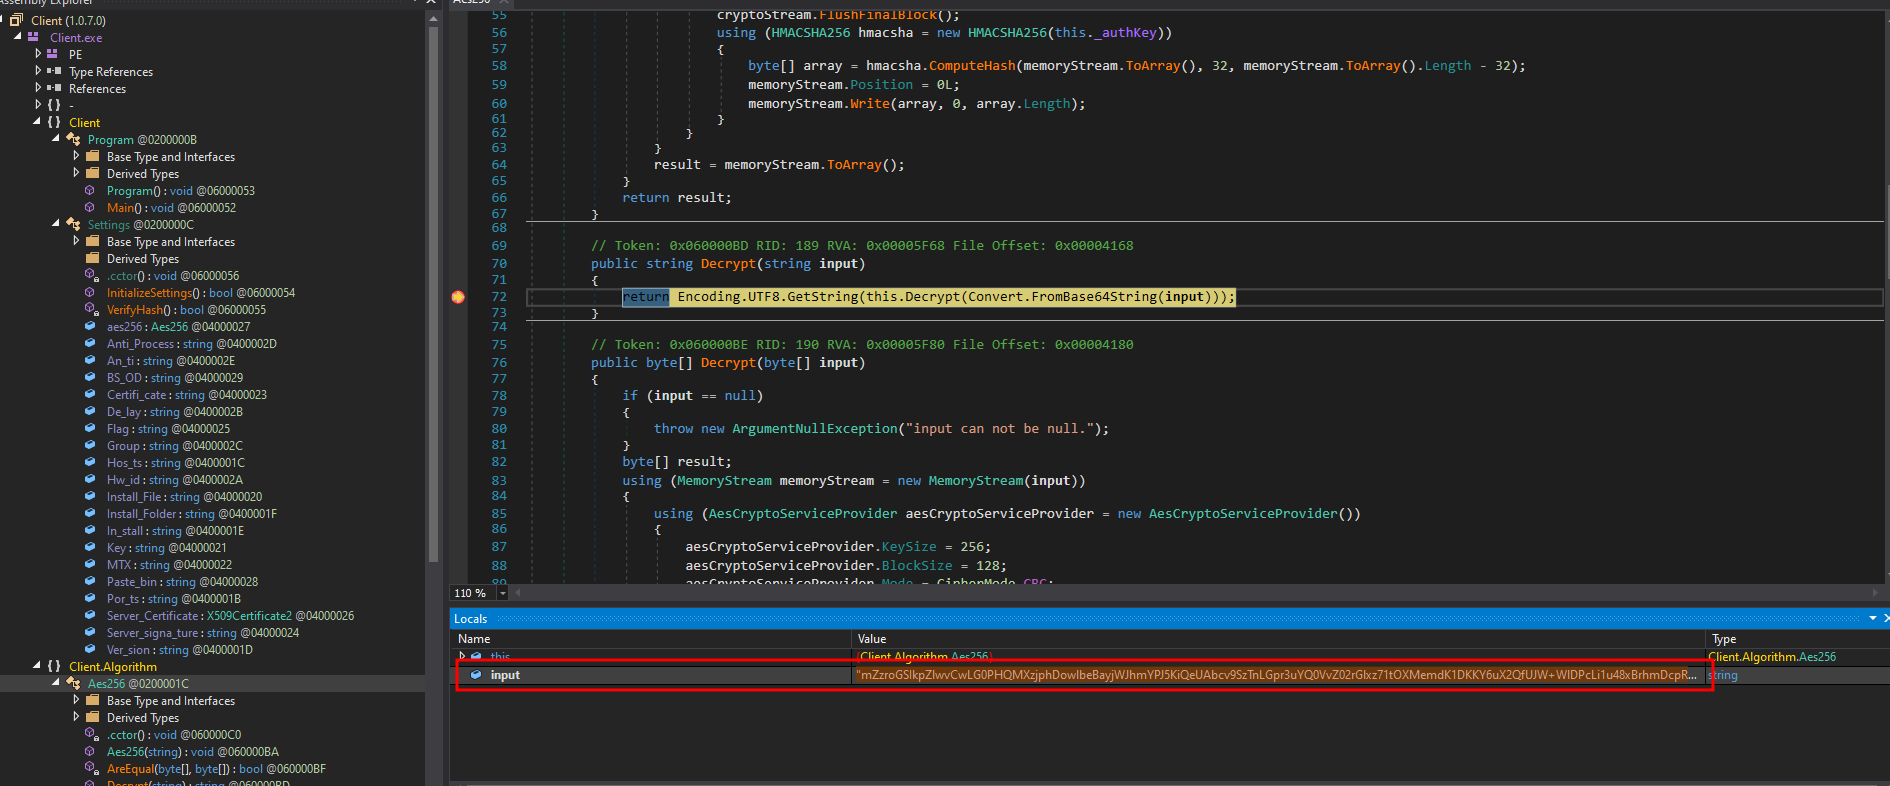 Assembly Explorer
Client (1.0.7.0)
Client.exe
PE
Type References
References
{ } -
{ } Client
Program @0200000B
Base Type and Interfaces
Derived Types
Program() : void @06000053
Main() : void @06000052
Settings @0200000C
Base Type and Interfaces
Derived Types
.cctor() : void @06000056
InitializeSettings() : bool @06000054
VerifyHash() : bool @06000055
aes256 : Aes256 @04000027
Anti_Process : string @0400002D
An_ti : string @0400002E
BS_OD : string @04000029
Certifi_cate : string @04000023
De_lay : string @0400002B
Flag : string @04000025
Group : string @0400002C
Hos_ts : string @0400001C
Hw_id : string @0400002A
Install_File : string @04000020
Install_Folder : string @0400001F
In_stall : string @0400001E
Key : string @04000021
MTX : string @04000022
Paste_bin : string @04000028
Por_ts : string @0400001B
Server_Certificate : X509Certificate2 @04000026
Server_signa_ture : string @04000024
Ver_sion : string @0400001D
{ } Client.Algorithm
Aes256 @0200001C
Base Type and Interfaces
Derived Types
.cctor() : void @060000C0
Aes256(string) : void @060000BA
AreEqual(byte[], byte[]) : bool @060000BF
Decrypt(string) : string @060000BD
Aes256
55 cryptoStream.FlushFinalBlock();
56 using (HMACSHA256 hmacsha = new HMACSHA256(this._authKey))
57 {
58 byte[] array = hmacsha.ComputeHash(memoryStream.ToArray(), 32, memoryStream.ToArray().Length - 32);
59 memoryStream.Position = 0L;
60 memoryStream.Write(array, 0, array.Length);
61 }
62 }
63 }
64 result = memoryStream.ToArray();
65 }
66 return result;
67 }
68
69 // Token: 0x060000BD RID: 189 RVA: 0x00005F68 File Offset: 0x00004168
70 public string Decrypt(string input)
71 {
72 return Encoding.UTF8.GetString(this.Decrypt(Convert.FromBase64String(input)));
73 }
74
75 // Token: 0x060000BE RID: 190 RVA: 0x00005F80 File Offset: 0x00004180
76 public byte[] Decrypt(byte[] input)
77 {
78 if (input == null)
79 {
80 throw new ArgumentNullException("input can not be null.");
81 }
82 byte[] result;
83 using (MemoryStream memoryStream = new MemoryStream(input))
84 {
85 using (AesCryptoServiceProvider aesCryptoServiceProvider = new AesCryptoServiceProvider())
86 {
87 aesCryptoServiceProvider.KeySize = 256;
88 aesCryptoServiceProvider.BlockSize = 128;
89 aesCryptoServiceProvider.Mode = CipherMode.CBC;
110 %
Locals
Name Value Type
this {Client.Algorithm.Aes256} Client.Algorithm.Aes256
input string